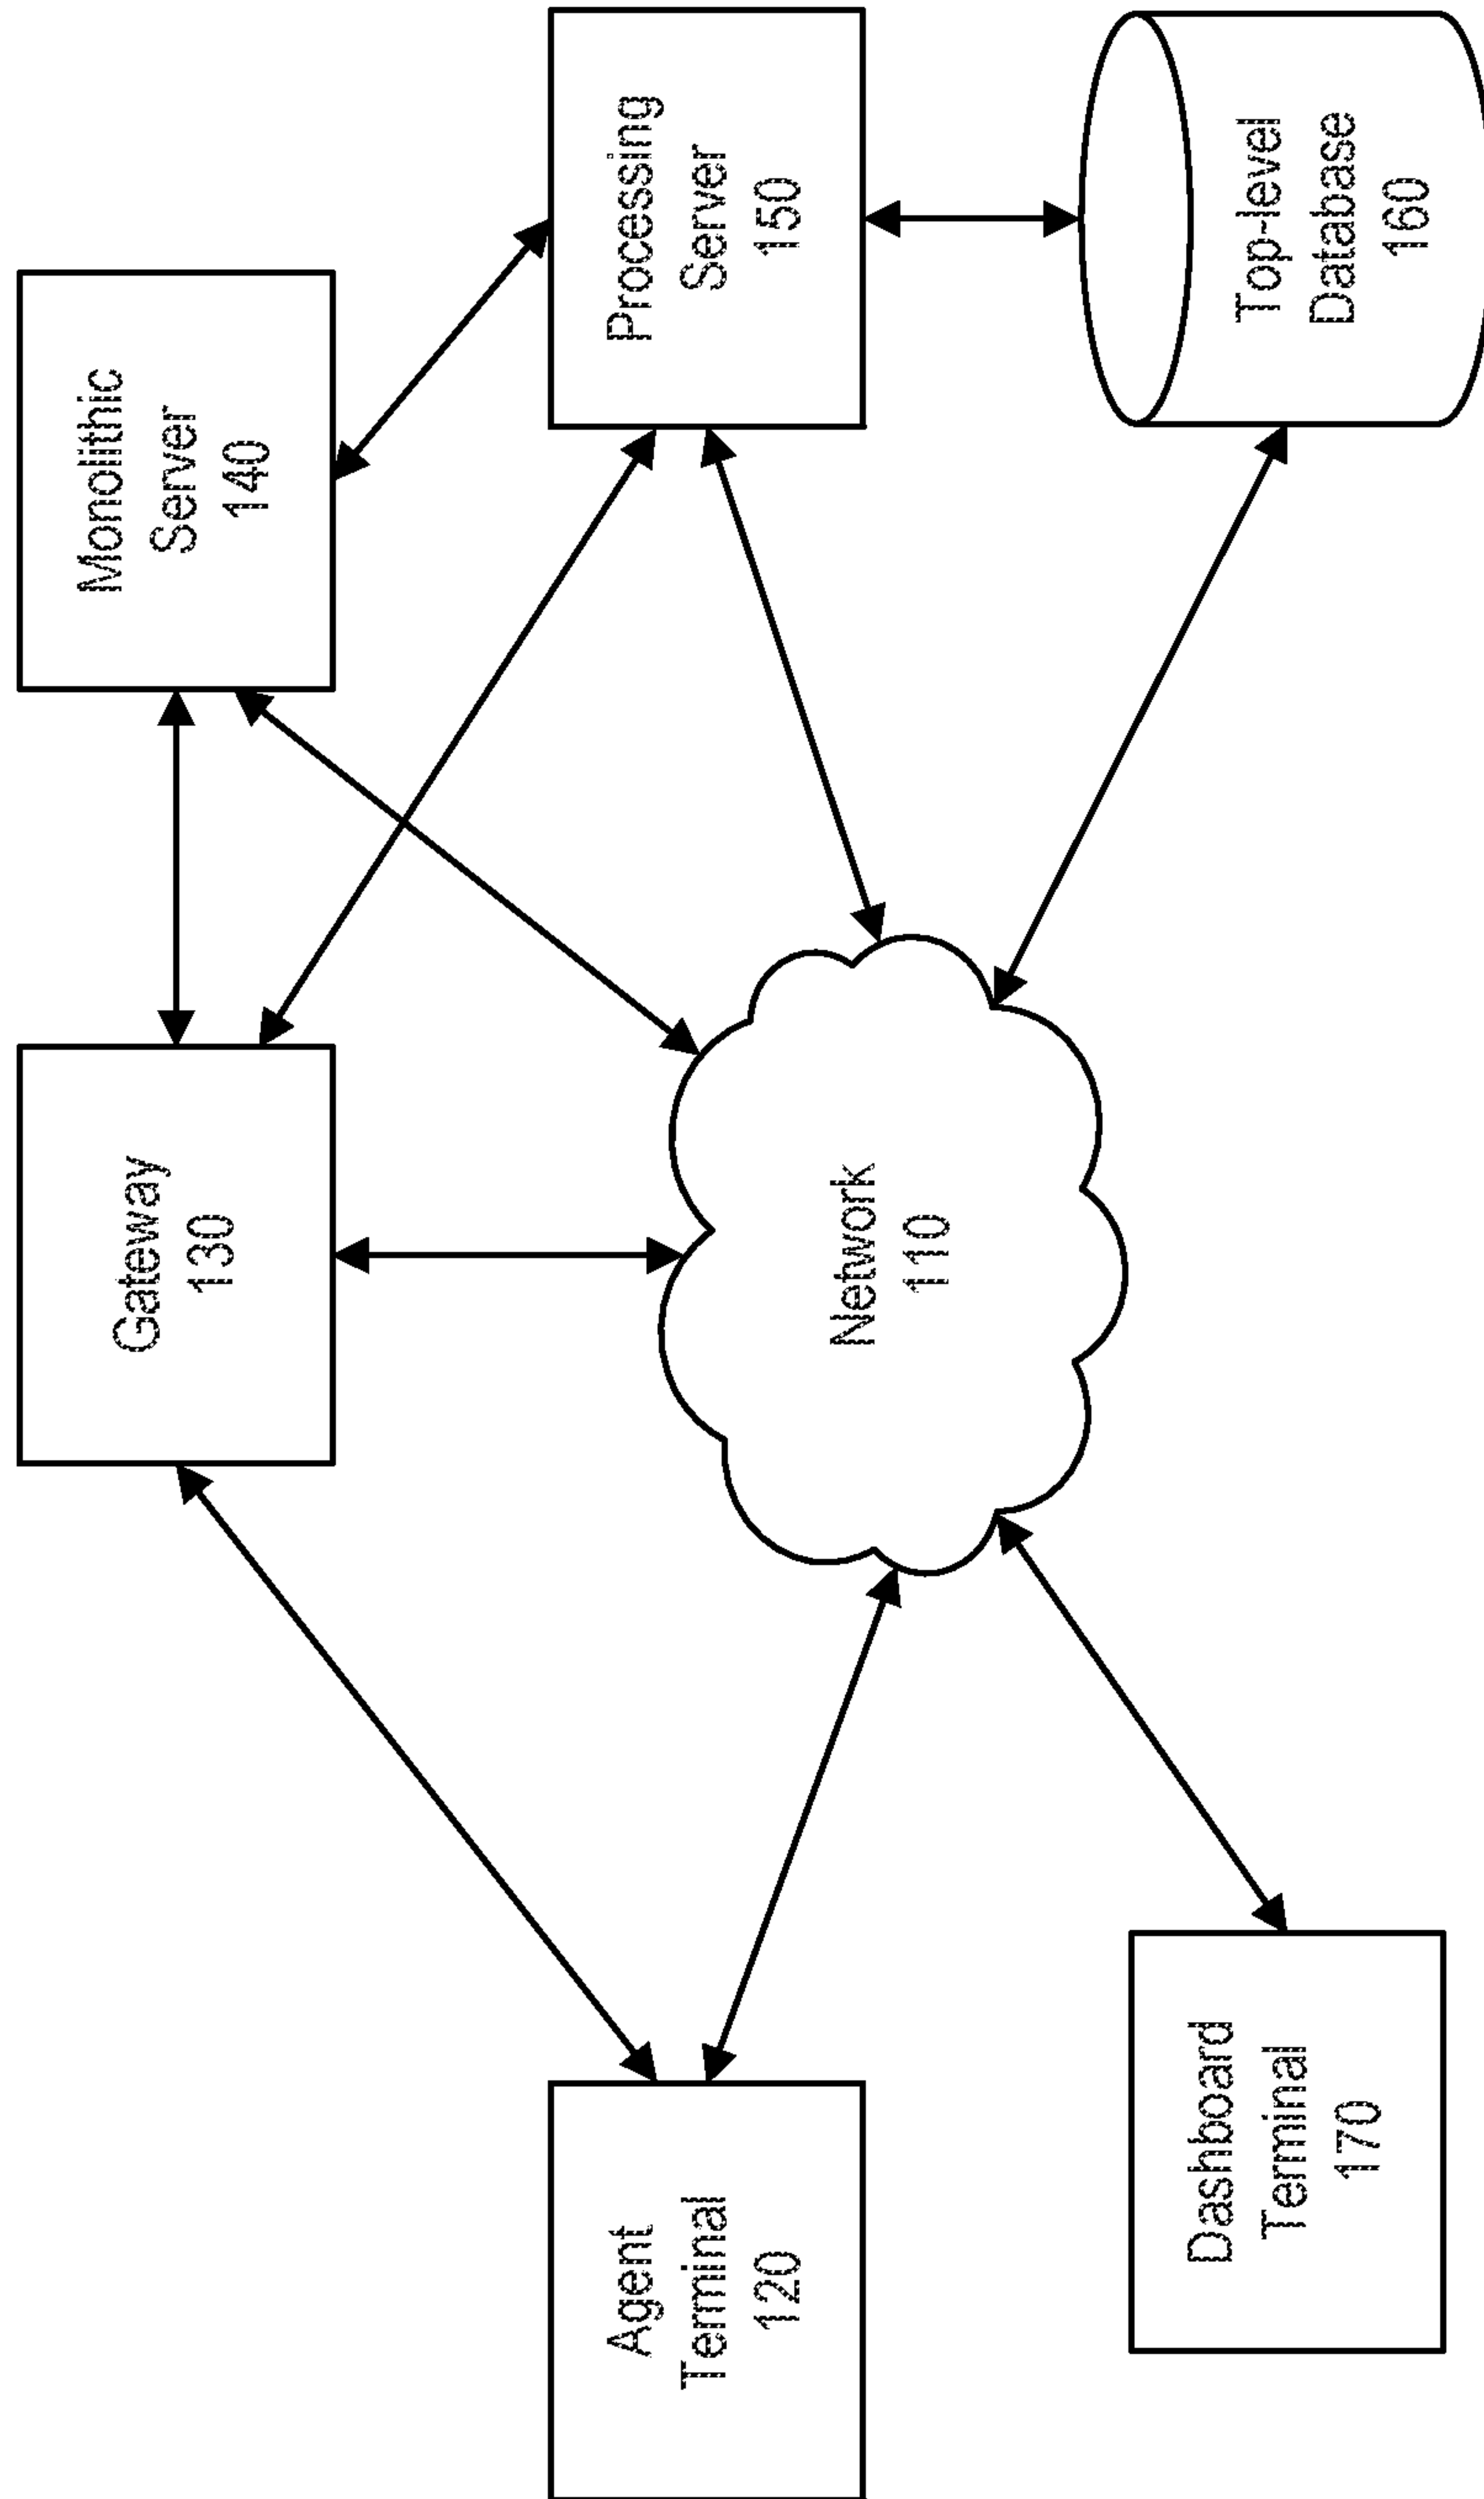 Gateway
130
Monolithic
Server
140
Agent
Terminal
120
Processing
Server
150
Network
110
Dashboard
Terminal
170
Top-level
Database
160